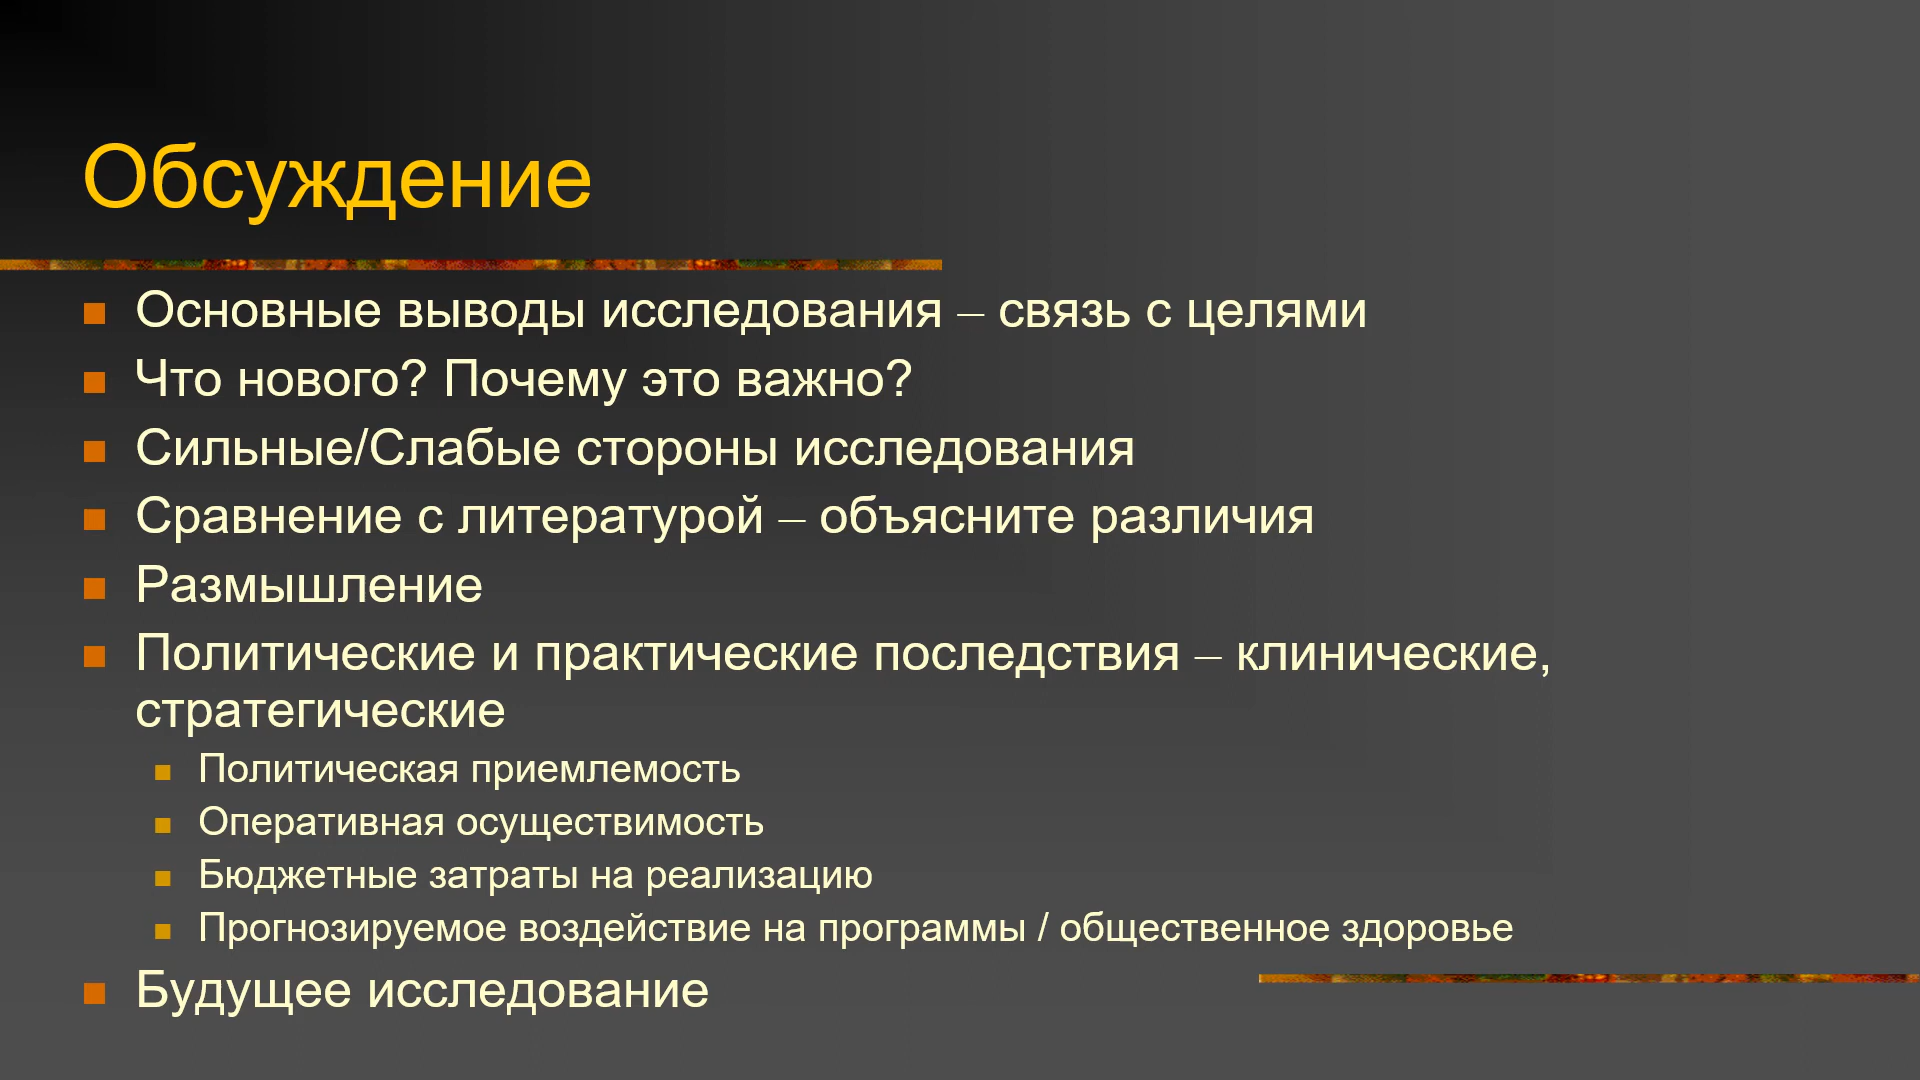 Обсуждение
Основные выводы исследования – связь с целями
Что нового? Почему это важно?
Сильные/Слабые стороны исследования
Сравнение с литературой – объясните различия
Размышление
Политические и практические последствия – клинические,
стратегические
Политическая приемлемость
Оперативная осуществимость
Бюджетные затраты на реализацию
Прогнозируемое воздействие на программы / общественное здоровье
Будущее исследование